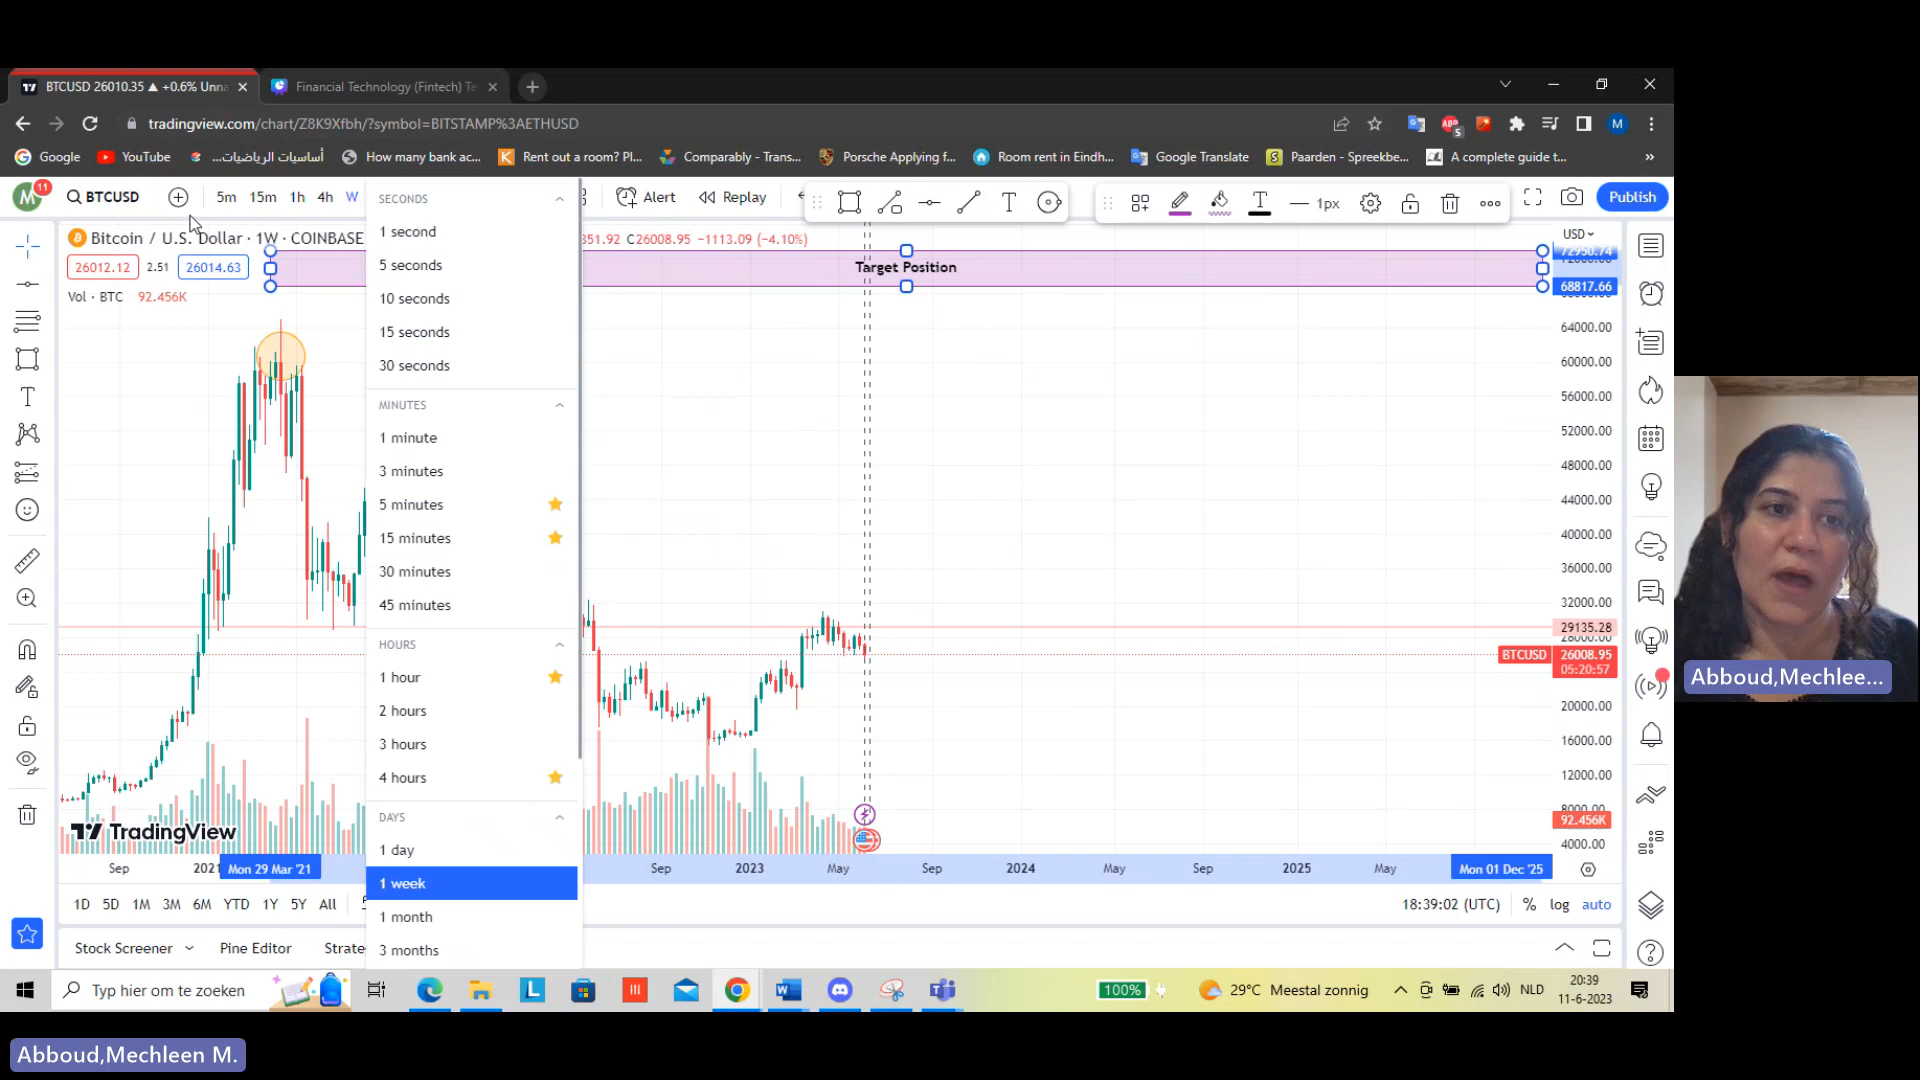 BTCUSD 26010.35 ▲ +0.6% Unna
Financial Technology (Fintech) Te
tradingview.com/chart/Z8K9Xfbh/?symbol=BITSTAMP%3AETHUSD
Google YouTube أساسيات الرياضيات... How many bank ac... Rent out a room? Pl... Comparably - Trans... Porsche Applying f... Room rent in Eindh... Google Translate Paarden - Spreekbe... A complete guide t...
M 11 BTCUSD 5m 15m 1h 4h W Alert Replay T 1px Publish
Bitcoin / U.S. Dollar · 1W · COINBASE
351.92 C26008.95 −1113.09 (−4.10%)
26012.12 2.51 26014.63
Vol · BTC 92.456K
Target Position
SECONDS
1 second
5 seconds
10 seconds
15 seconds
30 seconds
MINUTES
1 minute
3 minutes
5 minutes
15 minutes
30 minutes
45 minutes
HOURS
1 hour
2 hours
3 hours
4 hours
DAYS
1 day
1 week
1 month
3 months
USD
72950.74
68817.66
64000.00
60000.00
56000.00
52000.00
48000.00
44000.00
40000.00
36000.00
32000.00
29135.28
28000.00
BTCUSD 26008.95
05:20:57
20000.00
16000.00
12000.00
8000.00
92.456K
4000.00
TradingView
Sep 2021 Mon 29 Mar '21 Sep 2023 May Sep 2024 May Sep 2025 May Mon 01 Dec '25
1D 5D 1M 3M 6M YTD 1Y 5Y All
18:39:02 (UTC) % log auto
Stock Screener Pine Editor Strate
Typ hier om te zoeken
100% 29°C Meestal zonnig NLD
20:39
11-6-2023
Abboud,Mechlee...
Abboud,Mechleen M.